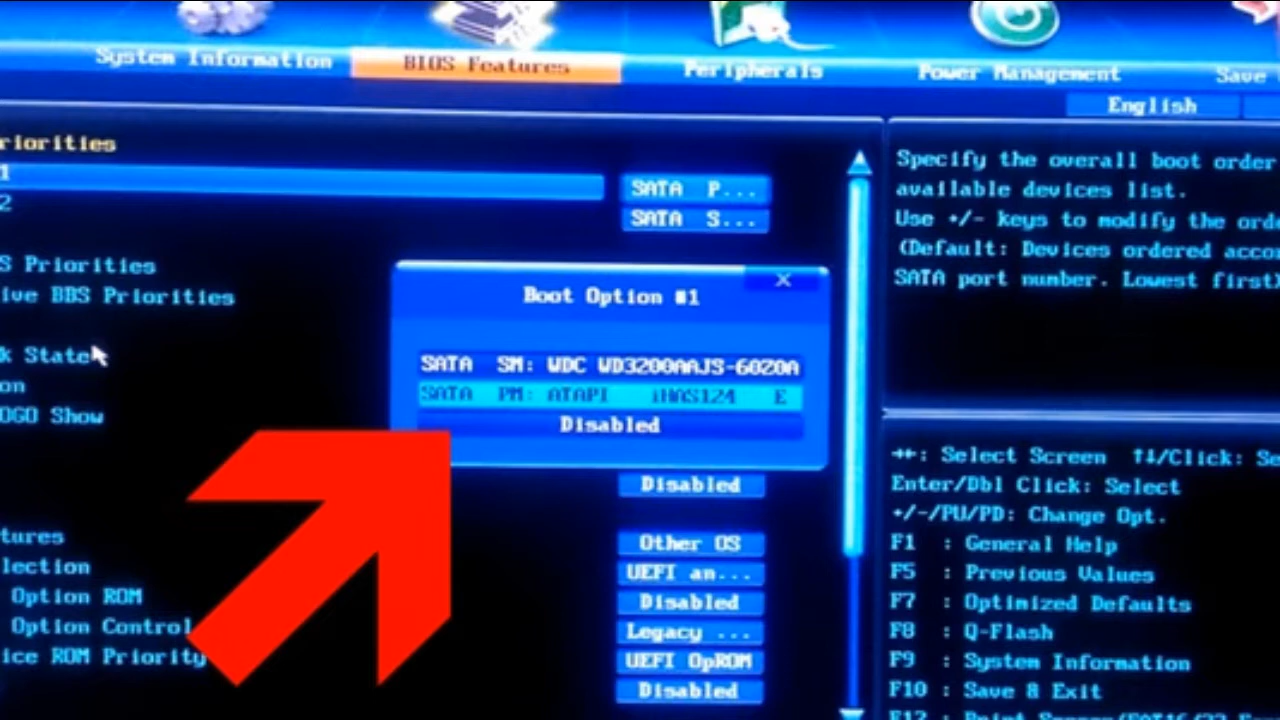 System Information BIOS Features Peripherals Power Management Save
English
riorities
1 SATA P...
2 SATA S...
S Priorities
ive BBS Priorities
k State
on
OGO Show
Boot Option #1
SATA SM: WDC WD3200AAJS-60Z0A
SATA PM: ATAPI iHAS124 E
Disabled
Disabled
tures
Other OS
lection UEFI an...
Option ROM Disabled
Option Control Legacy ...
ice ROM Priority UEFI OpROM
Disabled
Specify the overall boot order
available devices list.
Use +/- keys to modify the orde
(Default: Devices ordered acco
SATA port number. Lowest first)
→←: Select Screen ↑↓/Click: Se
Enter/Dbl Click: Select
+/-/PU/PD: Change Opt.
F1 : General Help
F5 : Previous Values
F7 : Optimized Defaults
F8 : Q-Flash
F9 : System Information
F10 : Save & Exit